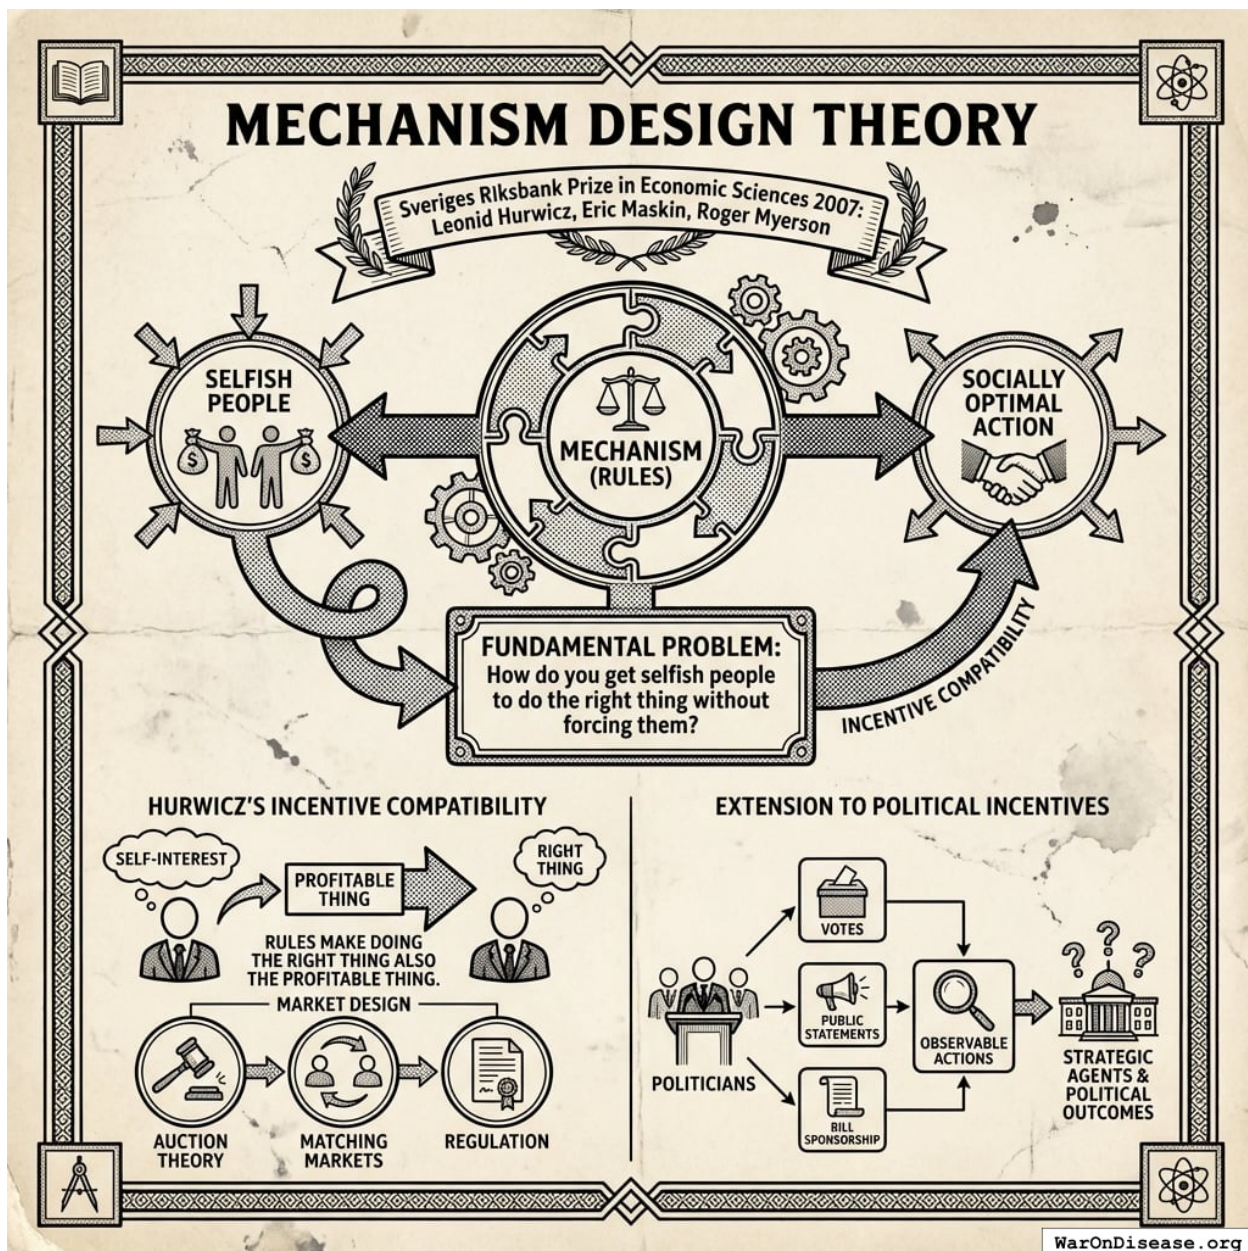 MECHANISM DESIGN THEORY
Sveriges RIksbank Prize in Economic Sciences 2007:
Leonid Hurwicz, Eric Maskin, Roger Myerson
SELFISH
PEOPLE
$ $
MECHANISM
(RULES)
SOCIALLY
OPTIMAL
ACTION
FUNDAMENTAL PROBLEM:
How do you get selfish people
to do the right thing without
forcing them?
INCENTIVE COMPATIBILITY
HURWICZ'S INCENTIVE COMPATIBILITY
SELF-INTEREST
PROFITABLE
THING
RIGHT
THING
RULES MAKE DOING
THE RIGHT THING ALSO
THE PROFITABLE THING.
MARKET DESIGN
AUCTION
THEORY
MATCHING
MARKETS
REGULATION
EXTENSION TO POLITICAL INCENTIVES
POLITICIANS
VOTES
PUBLIC
STATEMENTS
BILL
SPONSORSHIP
OBSERVABLE
ACTIONS
? ? ?
STRATEGIC
AGENTS &
POLITICAL
OUTCOMES
WarOnDisease.org